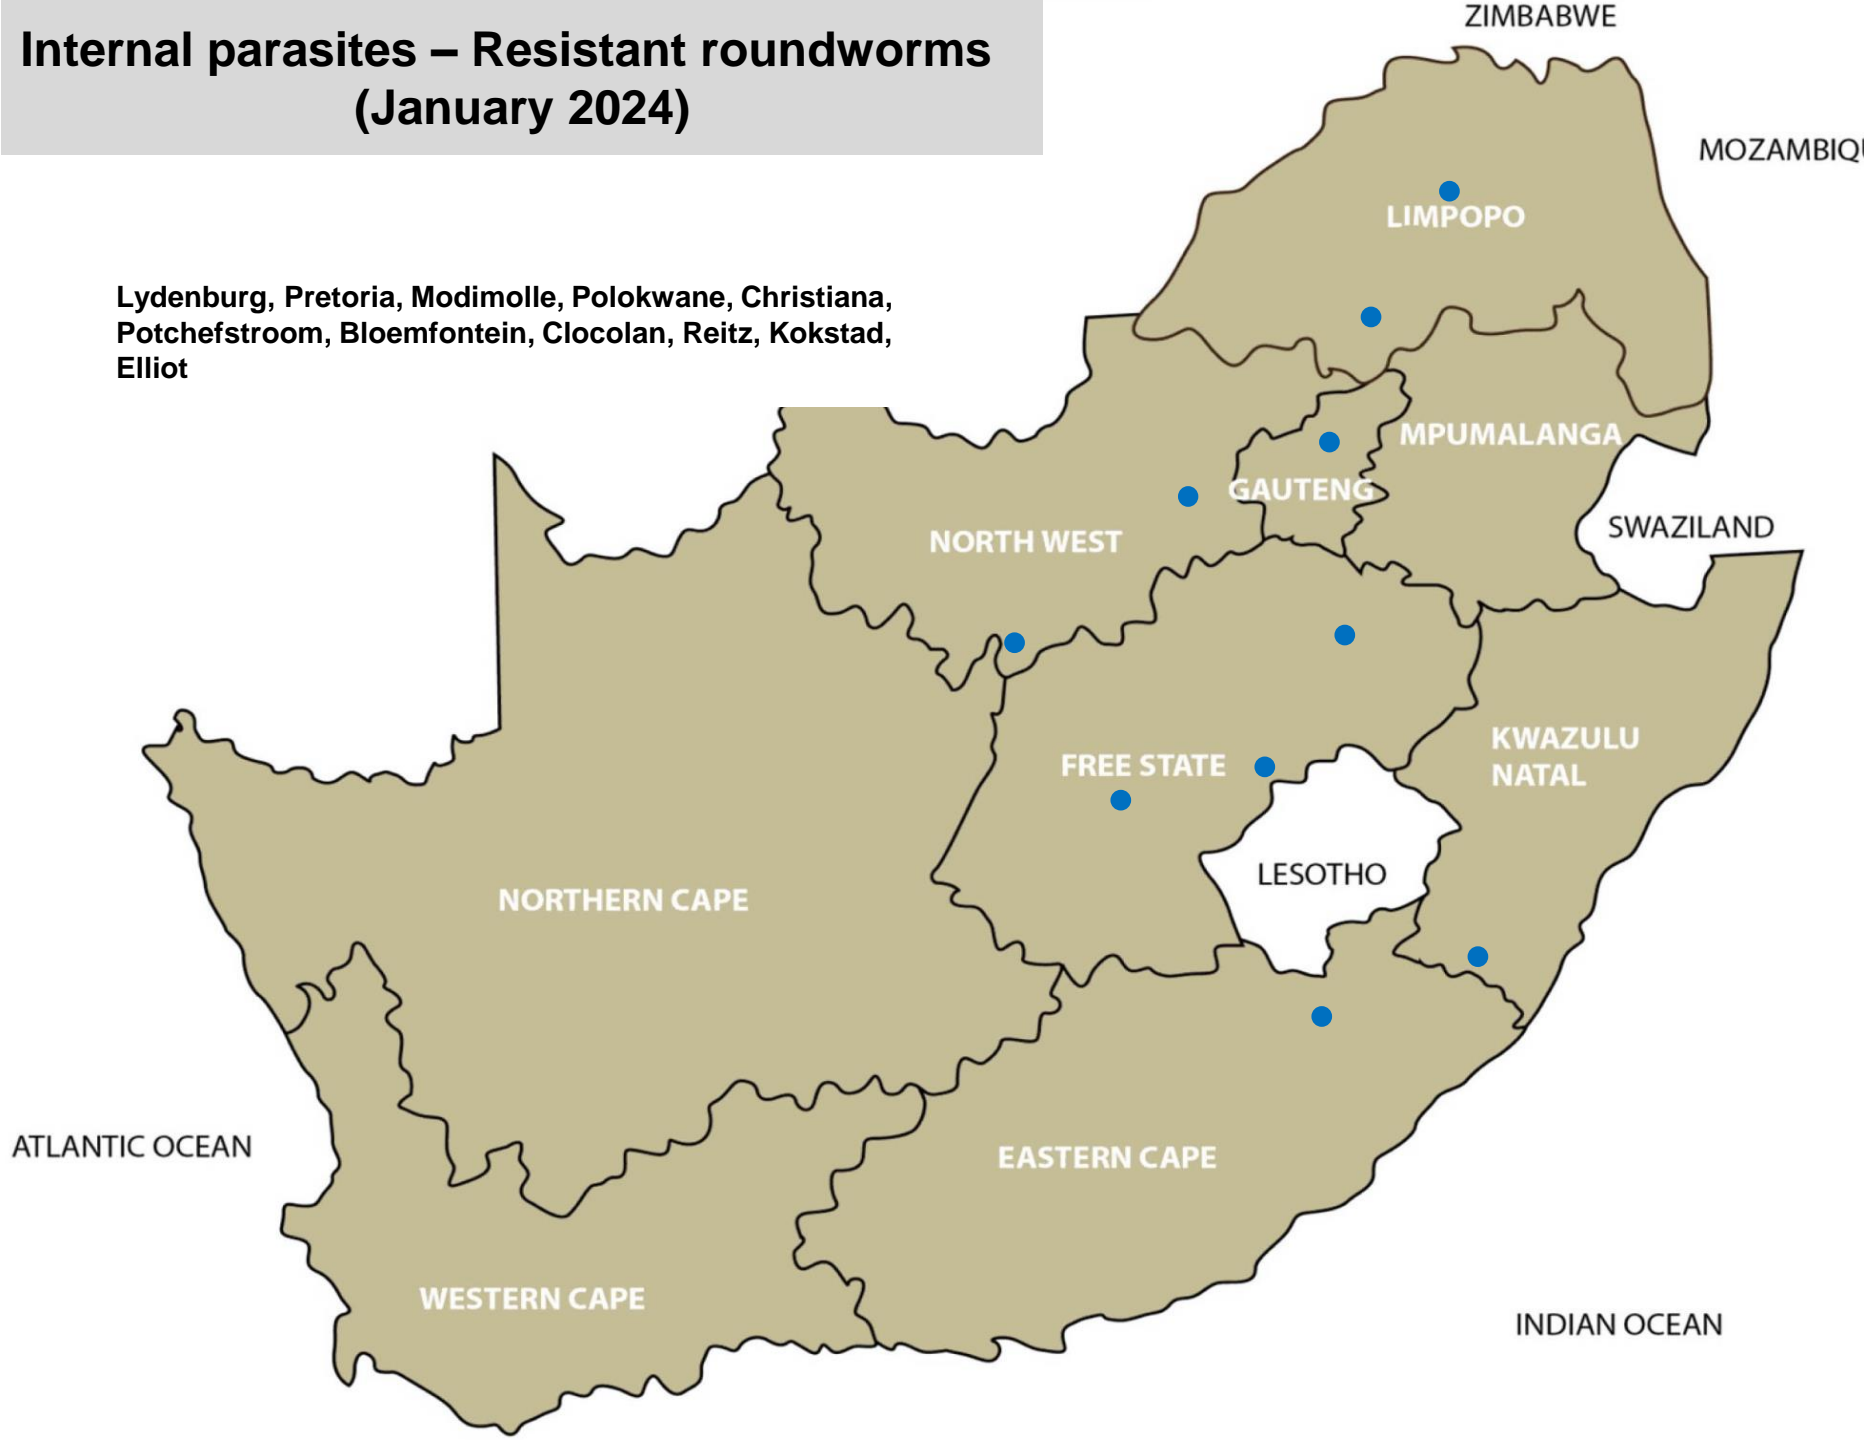 Internal parasites – Resistant roundworms
(January 2024)
ZIMBABWE
MOZAMBIQU
LIMPOPO
Lydenburg, Pretoria, Modimolle, Polokwane, Christiana,
Potchefstroom, Bloemfontein, Clocolan, Reitz, Kokstad,
Elliot
MPUMALANGA
GAUTENG
NORTH WEST
SWAZILAND
FREE STATE
KWAZULU
NATAL
LESOTHO
NORTHERN CAPE
ATLANTIC OCEAN
EASTERN CAPE
WESTERN CAPE
INDIAN OCEAN